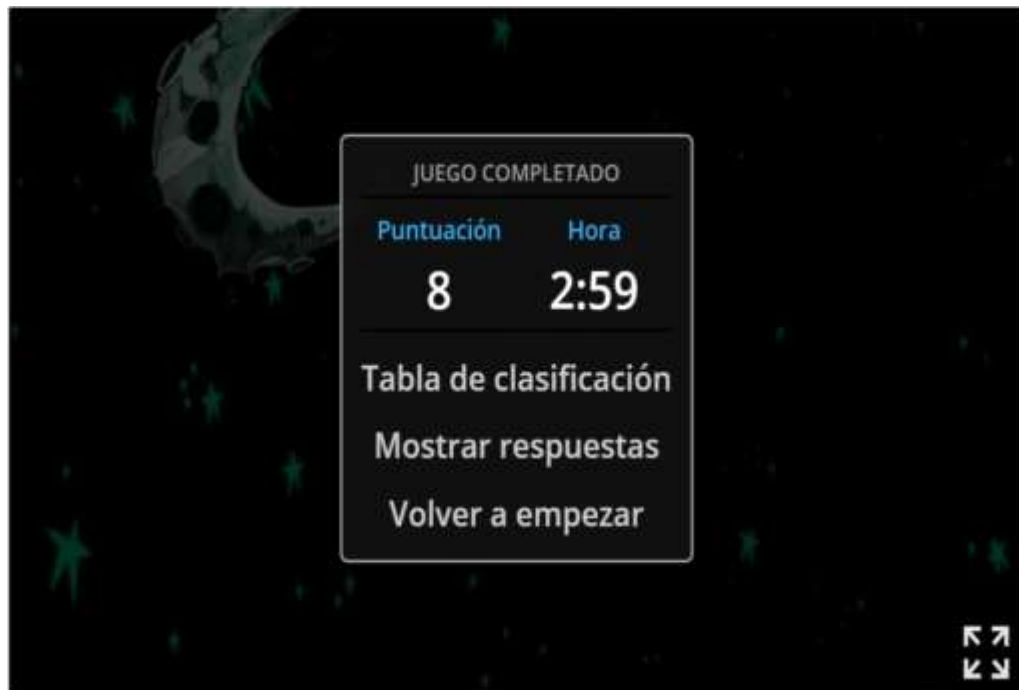 JUEGO COMPLETADO
Puntuación Hora
8 2:59
Tabla de clasificación
Mostrar respuestas
Volver a empezar